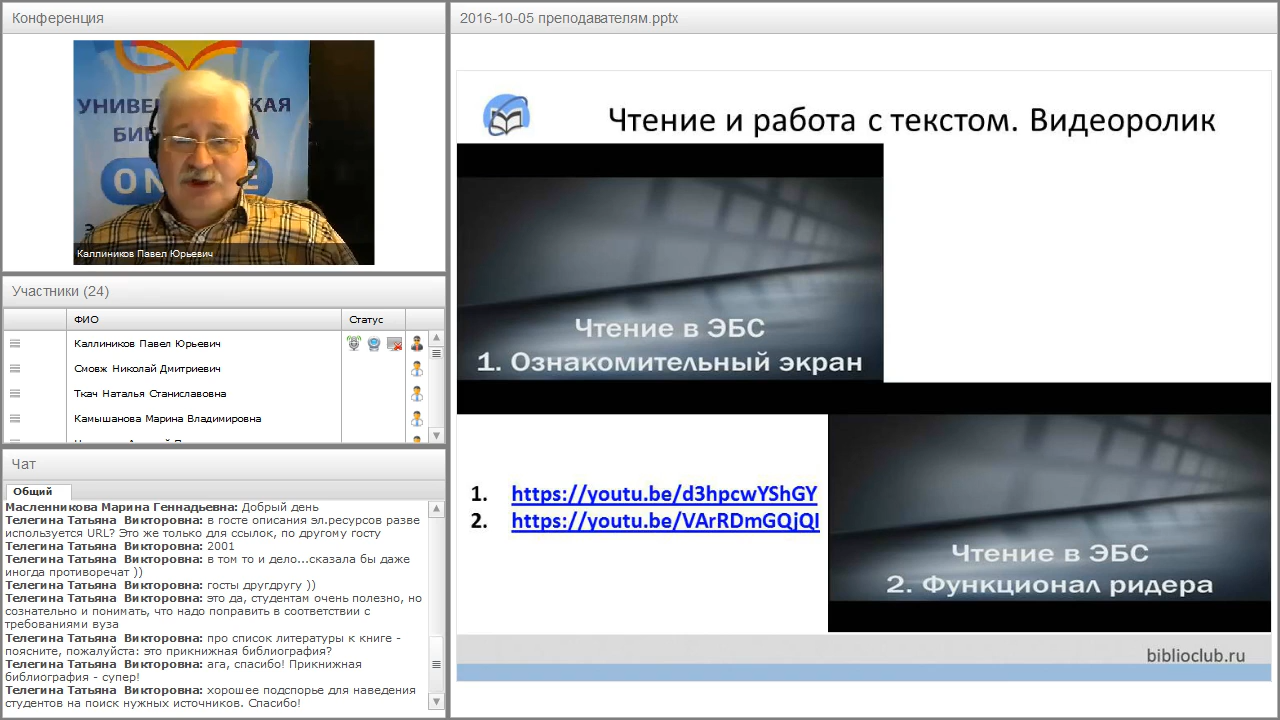 Конференция
УНИВЕ КАЯ
БИБ А
ON Е
Каллиников Павел Юрьевич
Участники (24)
ФИО Статус
Каллиников Павел Юрьевич
Смовж Николай Дмитриевич
Ткач Наталья Станиславовна
Камышанова Марина Владимировна
Чат
Общий
Масленникова Марина Геннадьевна: Добрый день
Телегина Татьяна Викторовна: в госте описания эл.ресурсов разве
используется URL? Это же только для ссылок, по другому госту
Телегина Татьяна Викторовна: 2001
Телегина Татьяна Викторовна: в том то и дело...сказала бы даже
иногда противоречат ))
Телегина Татьяна Викторовна: госты другдругу ))
Телегина Татьяна Викторовна: это да, студентам очень полезно, но
сознательно и понимать, что надо поправить в соответствии с
требованиями вуза
Телегина Татьяна Викторовна: про список литературы к книге -
поясните, пожалуйста: это прикнижная библиография?
Телегина Татьяна Викторовна: ага, спасибо! Прикнижная
библиография - супер!
Телегина Татьяна Викторовна: хорошее подспорье для наведения
студентов на поиск нужных источников. Спасибо!
2016-10-05 преподавателям.pptx
Чтение и работа с текстом. Видеоролик
Чтение в ЭБС
1. Ознакомительный экран
1. https://youtu.be/d3hpcwYShGY
2. https://youtu.be/VArRDmGQjQI
Чтение в ЭБС
2. Функционал ридера
biblioclub.ru